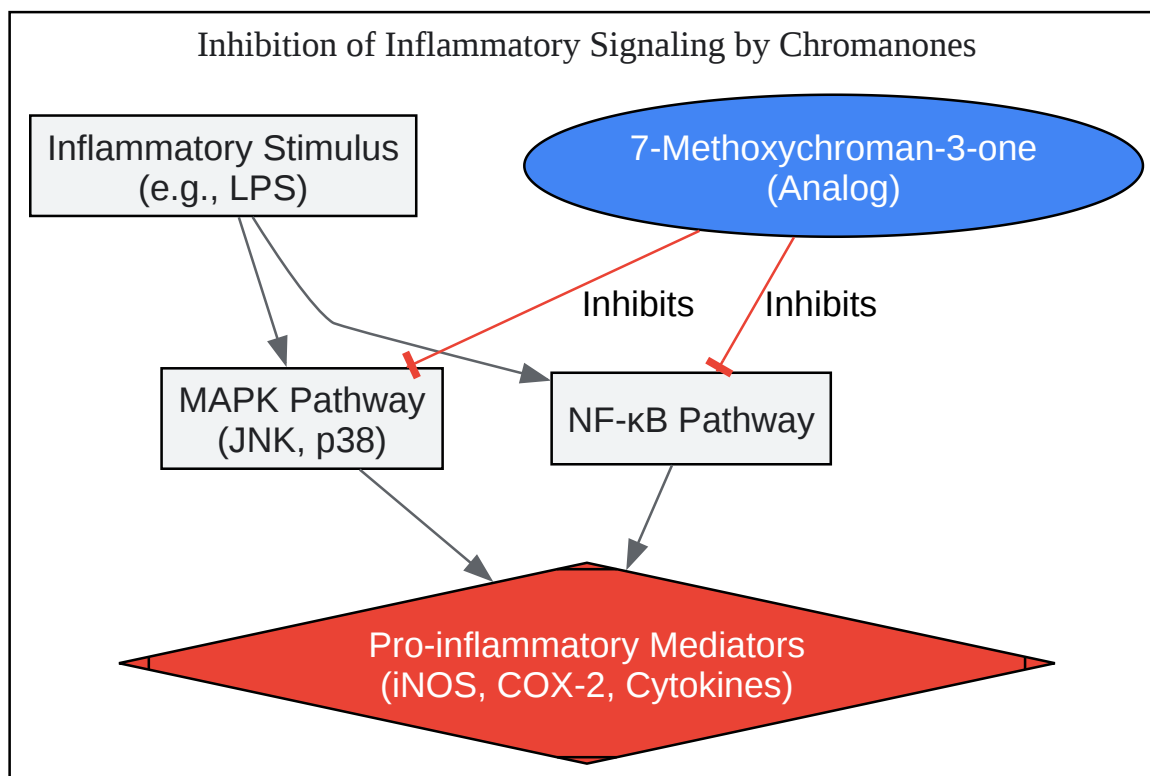 Inhibition of Inflammatory Signaling by Chromanones
Inflammatory Stimulus
(e.g., LPS)
7-Methoxychroman-3-one
(Analog)
Inhibits
Inhibits
MAPK Pathway
(JNK, p38)
NF-κB Pathway
Pro-inflammatory Mediators
(iNOS, COX-2, Cytokines)